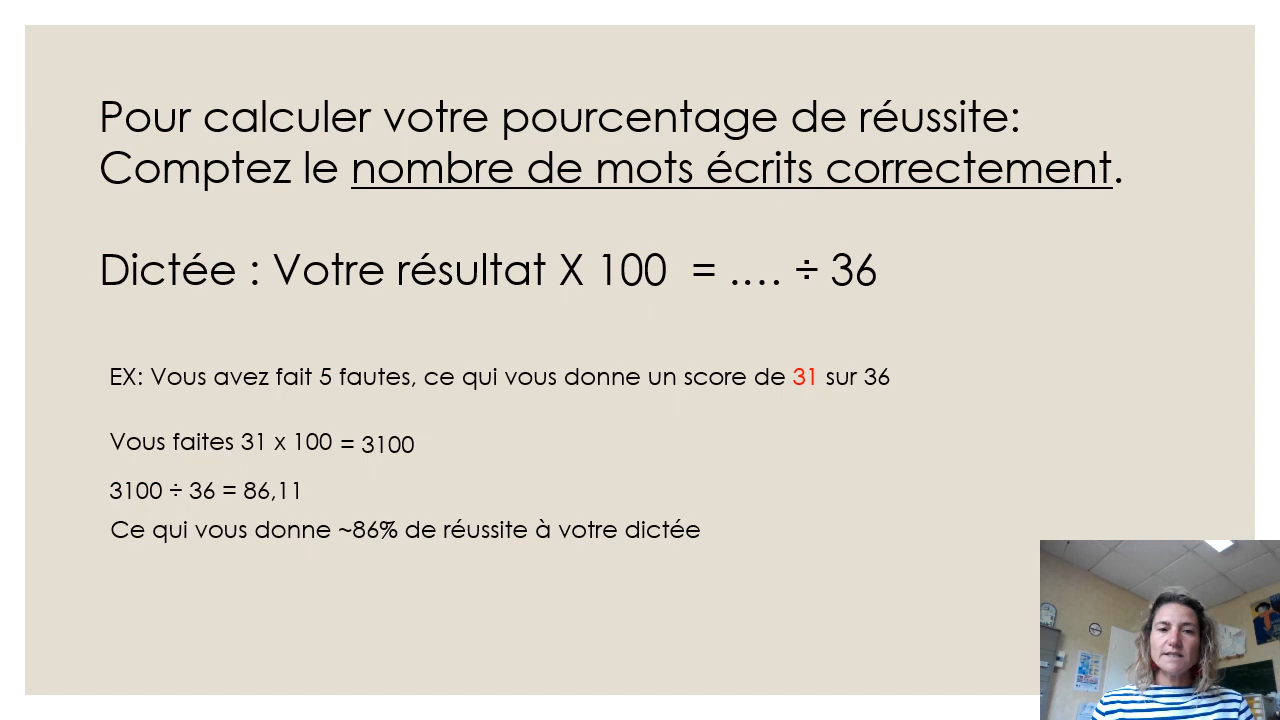 Pour calculer votre pourcentage de réussite:
Comptez le nombre de mots écrits correctement.
Dictée : Votre résultat X 100 = .... ÷ 36
EX: Vous avez fait 5 fautes, ce qui vous donne un score de 31 sur 36
Vous faites 31 x 100 = 3100
3100 ÷ 36 = 86,11
Ce qui vous donne ~86% de réussite à votre dictée